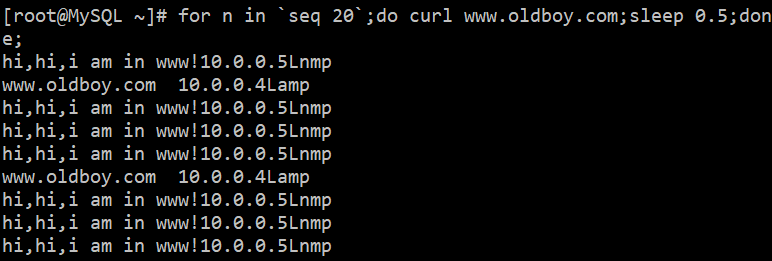 [root@MySQL ~]# for n in `seq 20`;do curl www.oldboy.com;sleep 0.5;don
e;
hi,hi,i am in www!10.0.0.5Lnmp
www.oldboy.com  10.0.0.4Lamp
hi,hi,i am in www!10.0.0.5Lnmp
hi,hi,i am in www!10.0.0.5Lnmp
hi,hi,i am in www!10.0.0.5Lnmp
www.oldboy.com  10.0.0.4Lamp
hi,hi,i am in www!10.0.0.5Lnmp
hi,hi,i am in www!10.0.0.5Lnmp
hi,hi,i am in www!10.0.0.5Lnmp